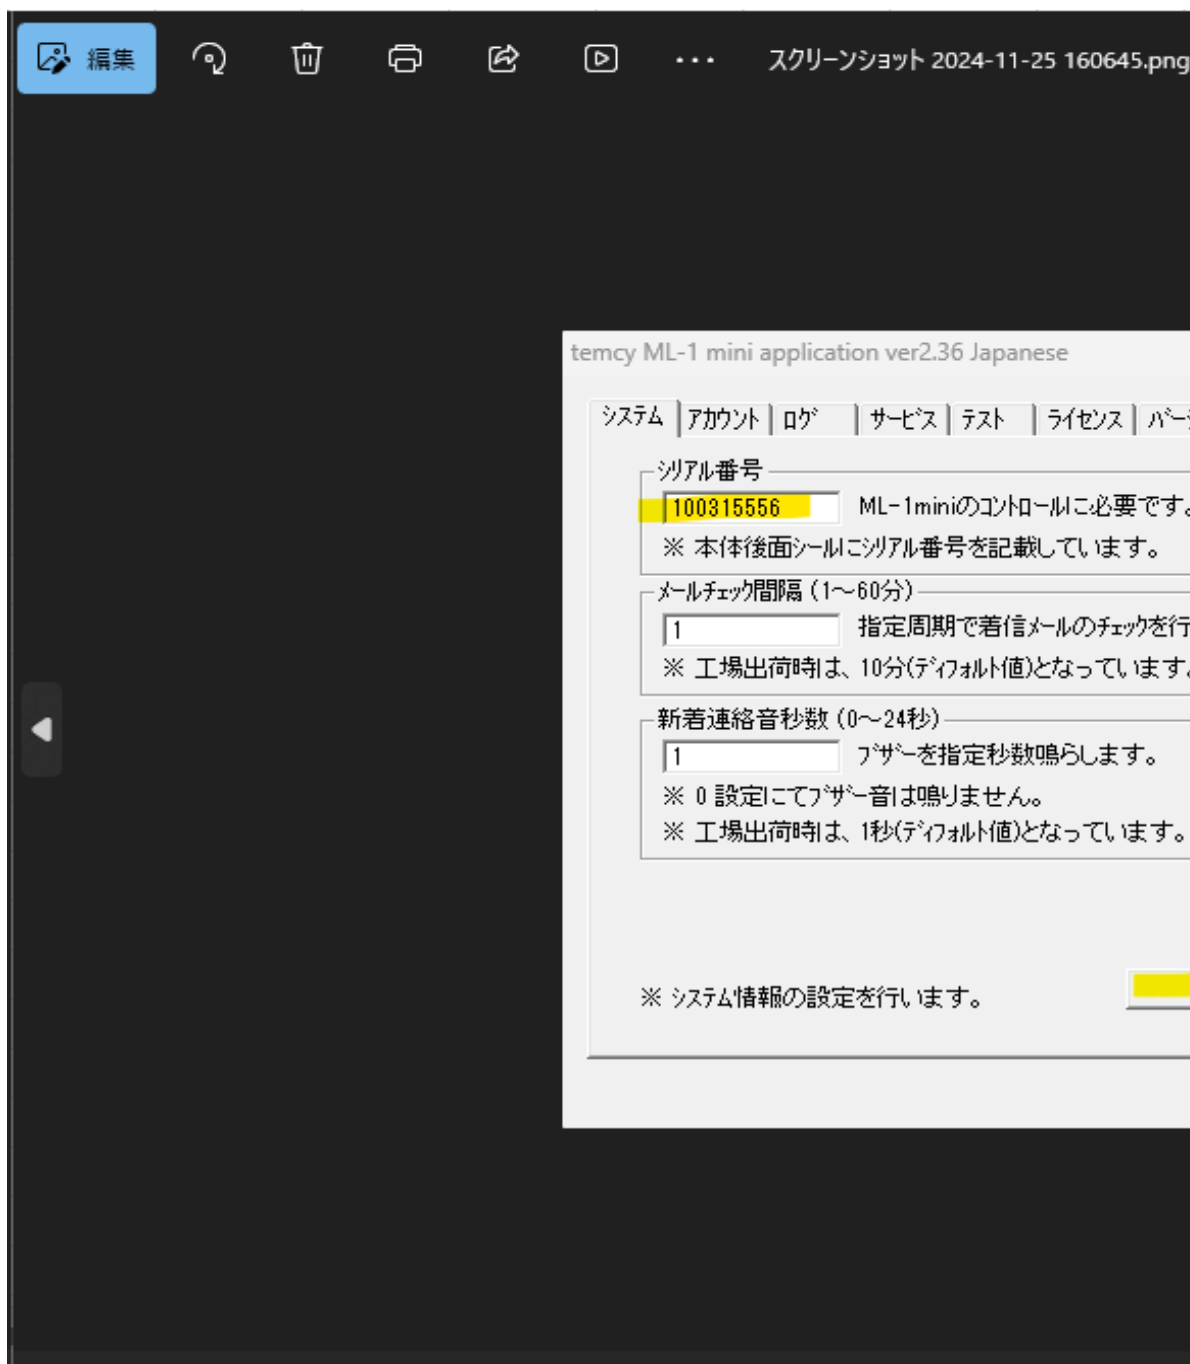 編集
スクリーンショット 2024-11-25 160645.png
temcy ML-1 mini application ver2.36 Japanese
システム アカウント ログ サービス テスト ライセンス バー
シリアル番号
100315556 ML-1miniのコントロールに必要です。
※ 本体後面シールにシリアル番号を記載しています。
メールチェック間隔 (1～60分)
1 指定周期で着信メールのチェックを行
※ 工場出荷時は、10分(ディフォルト値)となっています。
新着連絡音秒数 (0～24秒)
1 ブザーを指定秒数鳴らします。
※ 0 設定にてブザー音は鳴りません。
※ 工場出荷時は、1秒(ディフォルト値)となっています。
※ システム情報の設定を行います。